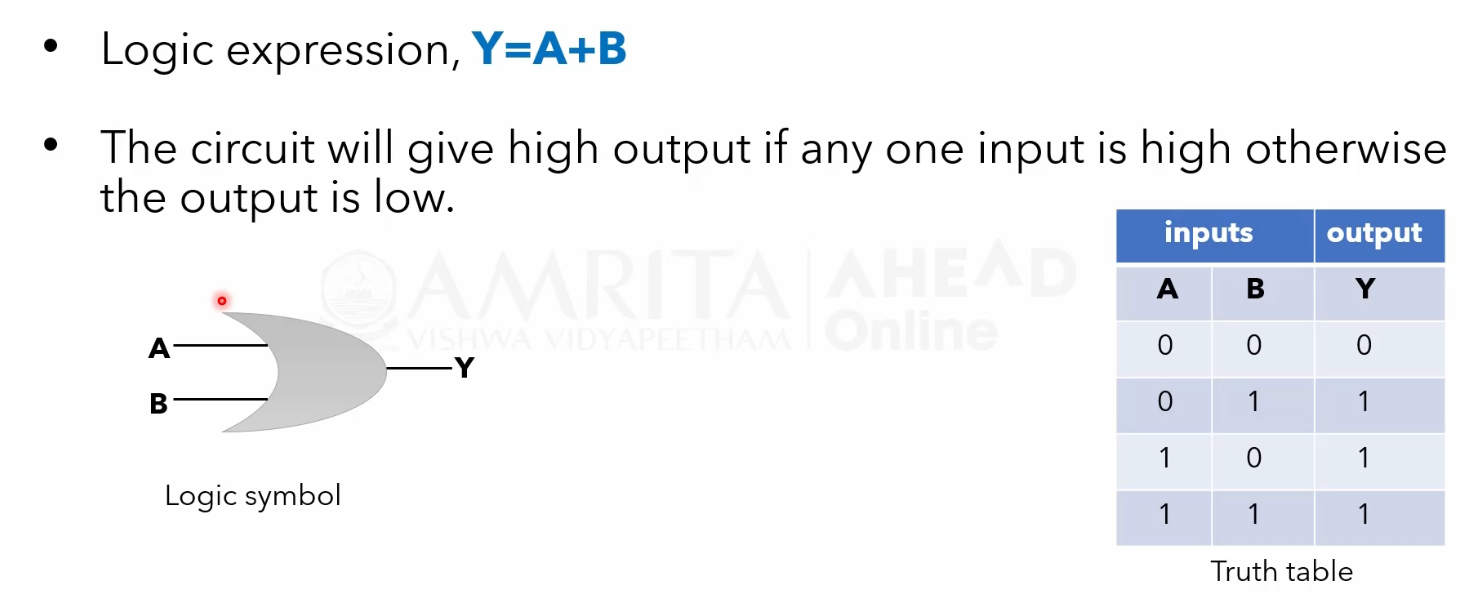 • Logic expression, Y=A+B
• The circuit will give high output if any one input is high otherwise
the output is low.
AMRITA AHEAD
VISHWA VIDYAPEETHAM Online
A
B
Y
Logic symbol
inputs output
A B Y
0 0 0
0 1 1
1 0 1
1 1 1
Truth table